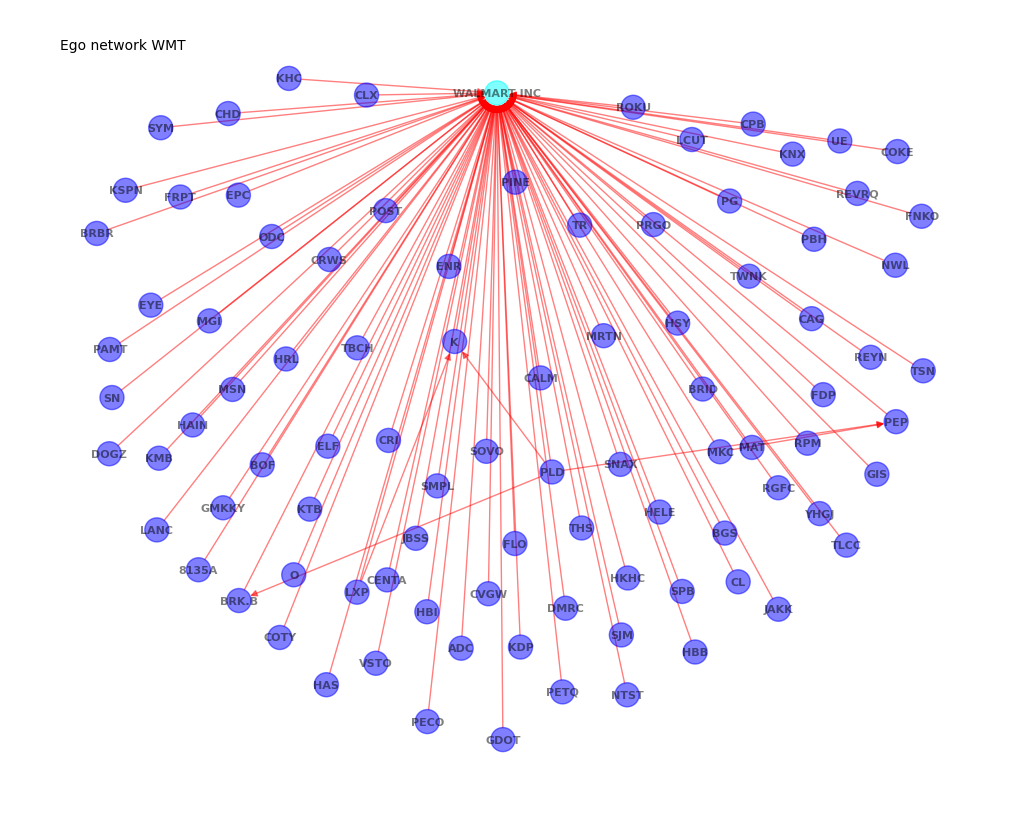 Ego network WMT
KHC
CLX
WALMART INC
ROKU
CHD
SYM
CPB
LCUT
UE
KNX
COKE
KSPN
FRPT
EPC
PINE
PG
REVRQ
POST
FNKO
BRBR
ODC
TR
PRGO
PBH
CRWS
ENR
NWL
TWNK
EYE
MGI
HSY
CAG
PAMT
HRL
TBCH
K
MRTN
REYN
TSN
SN
MSN
CALM
BRID
FDP
HAIN
PEP
DOGZ
KMB
BOF
ELF
CRI
SOVO
PLD
SNAX
MKC
MAT
RPM
GIS
SMPL
RGFC
GMKKY
KTB
HELE
YHGJ
LANC
JBSS
FLO
THS
BGS
TLCC
8135A
O
LXP
CENTA
HKHC
CL
BRK.B
CVGW
SPB
HBI
DMRC
JAKK
COTY
VSTO
ADC
KDP
SJM
HBB
HAS
PETQ
NTST
PECO
GDOT